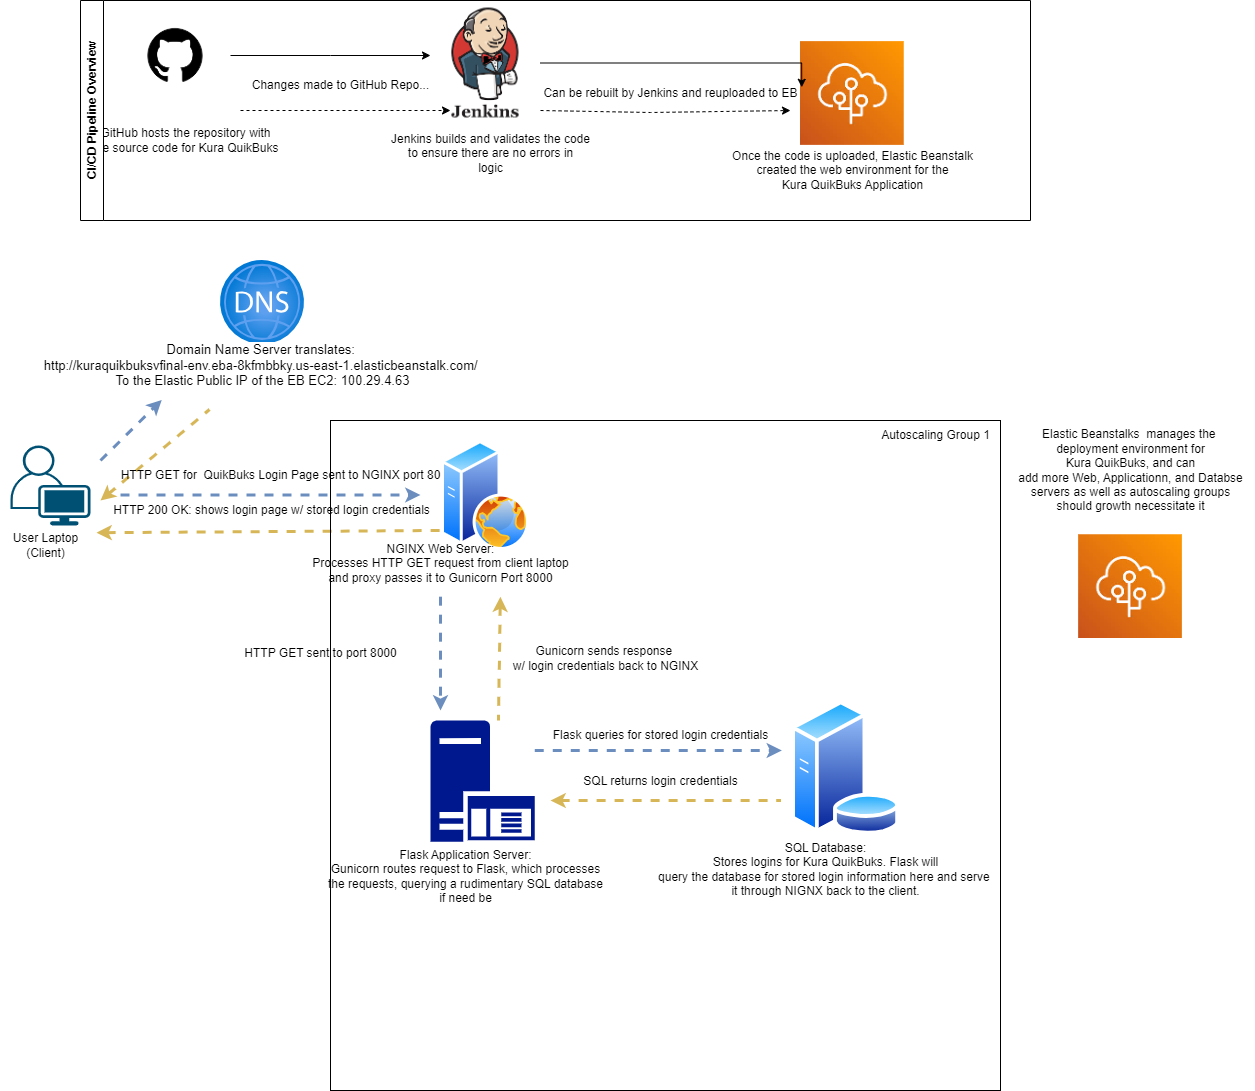 CI/CD Pipeline Overview
Changes made to GitHub Repo...
Jenkins
Can be rebuilt by Jenkins and reuploaded to EB
GitHub hosts the repository with
e source code for Kura QuikBuks
Jenkins builds and validates the code
to ensure there are no errors in
logic
Once the code is uploaded, Elastic Beanstalk
created the web environment for the
Kura QuikBuks Application
DNS
Domain Name Server translates:
http://kuraquikbuksvfinal-env.eba-8kfmbbky.us-east-1.elasticbeanstalk.com/
To the Elastic Public IP of the EB EC2: 100.29.4.63
Autoscaling Group 1
Elastic Beanstalks manages the
deployment environment for
Kura QuikBuks, and can
add more Web, Applicationn, and Databse
servers as well as autoscaling groups
should growth necessitate it
HTTP GET for QuikBuks Login Page sent to NGINX port 80
HTTP 200 OK: shows login page w/ stored login credentials
User Laptop
(Client)
NGINX Web Server:
Processes HTTP GET request from client laptop
and proxy passes it to Gunicorn Port 8000
HTTP GET sent to port 8000
Gunicorn sends response
w/ login credentials back to NGINX
Flask queries for stored login credentials
SQL returns login credentials
Flask Application Server:
Gunicorn routes request to Flask, which processes
the requests, querying a rudimentary SQL database
if need be
SQL Database:
Stores logins for Kura QuikBuks. Flask will
query the database for stored login information here and serve
it through NIGNX back to the client.